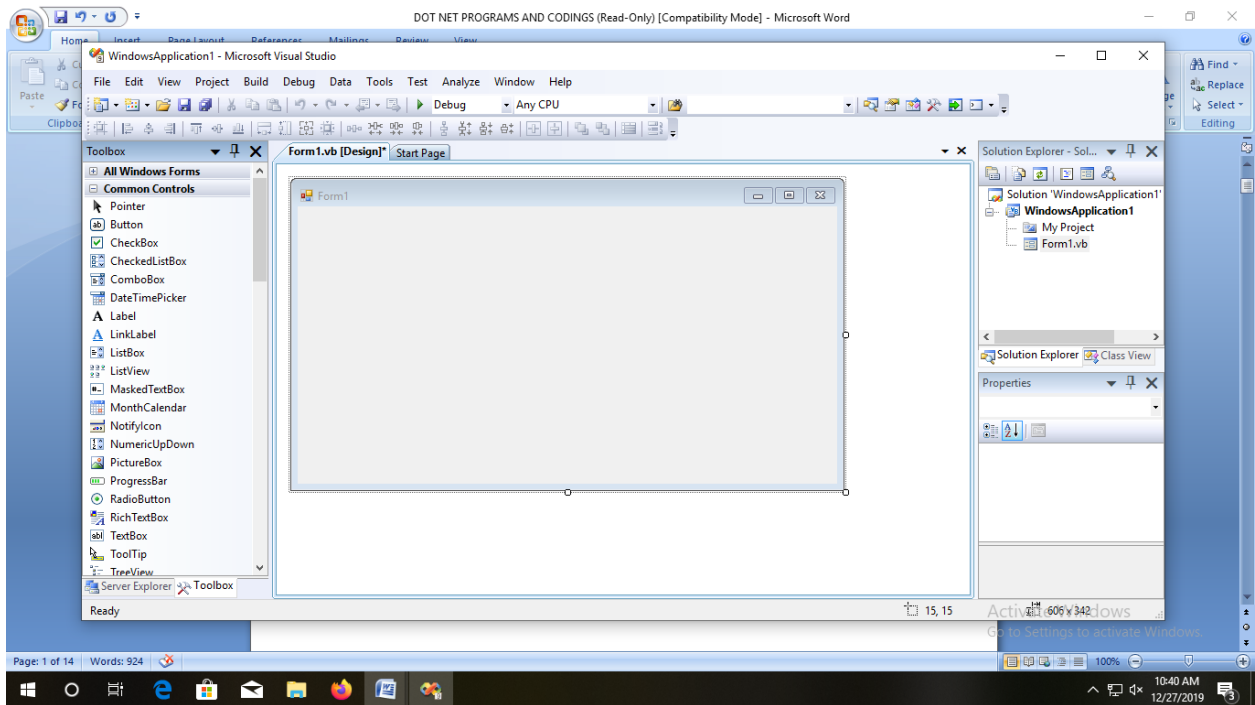 DOT NET PROGRAMS AND CODINGS (Read-Only) [Compatibility Mode] - Microsoft Word
Home Insert Page Layout References Mailings Review View
Paste
Clipboa
Find
Replace
Select
Editing
WindowsApplication1 - Microsoft Visual Studio
File Edit View Project Build Debug Data Tools Test Analyze Window Help
Debug Any CPU
Toolbox
All Windows Forms
Common Controls
Pointer
Button
CheckBox
CheckedListBox
ComboBox
DateTimePicker
Label
LinkLabel
ListBox
ListView
MaskedTextBox
MonthCalendar
NotifyIcon
NumericUpDown
PictureBox
ProgressBar
RadioButton
RichTextBox
TextBox
ToolTip
TreeView
Server Explorer Toolbox
Form1.vb [Design]* Start Page
Form1
Solution Explorer - Sol...
Solution 'WindowsApplication1'
WindowsApplication1
My Project
Form1.vb
Solution Explorer Class View
Properties
Ready
15, 15
606 x 342
Activate Windows
Go to Settings to activate Windows.
Page: 1 of 14 Words: 924
100%
10:40 AM
12/27/2019
3